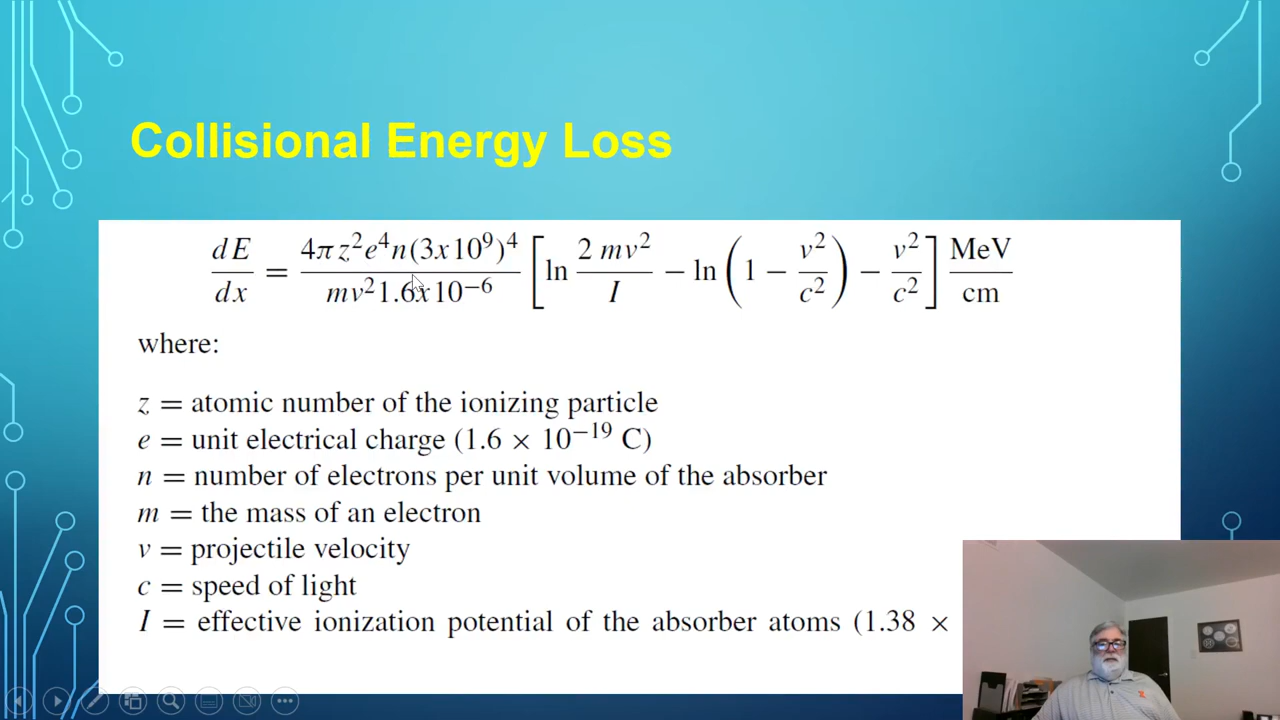 Collisional Energy Loss
dE/dx = 4πz²e⁴n(3x10⁹)⁴ / mv²1.6x10⁻⁶ [ln 2mv²/I − ln(1 − v²/c²) − v²/c²] MeV/cm
where:
z = atomic number of the ionizing particle
e = unit electrical charge (1.6 × 10⁻¹⁹ C)
n = number of electrons per unit volume of the absorber
m = the mass of an electron
v = projectile velocity
c = speed of light
I = effective ionization potential of the absorber atoms (1.38 ×